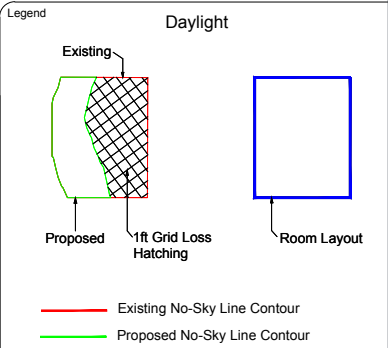 Legend
Daylight
Existing
Proposed
1ft Grid Loss
Hatching
Room Layout
Existing No-Sky Line Contour
Proposed No-Sky Line Contour